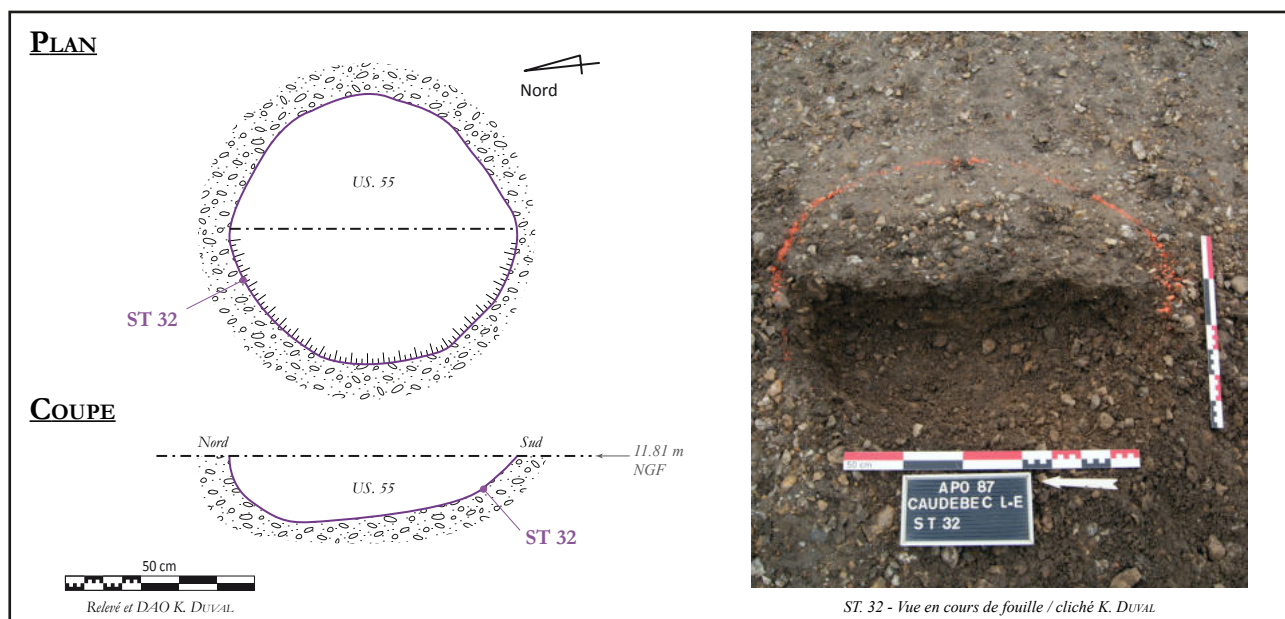 PLAN
Nord
US. 55
ST 32
COUPE
Nord
Sud
11.81 m
NGF
US. 55
ST 32
50 cm
Relevé et DAO K. DUVAL
50 cm
APO 87
CAUDEBEC L-E
ST 32
ST. 32 - Vue en cours de fouille / cliché K. DUVAL